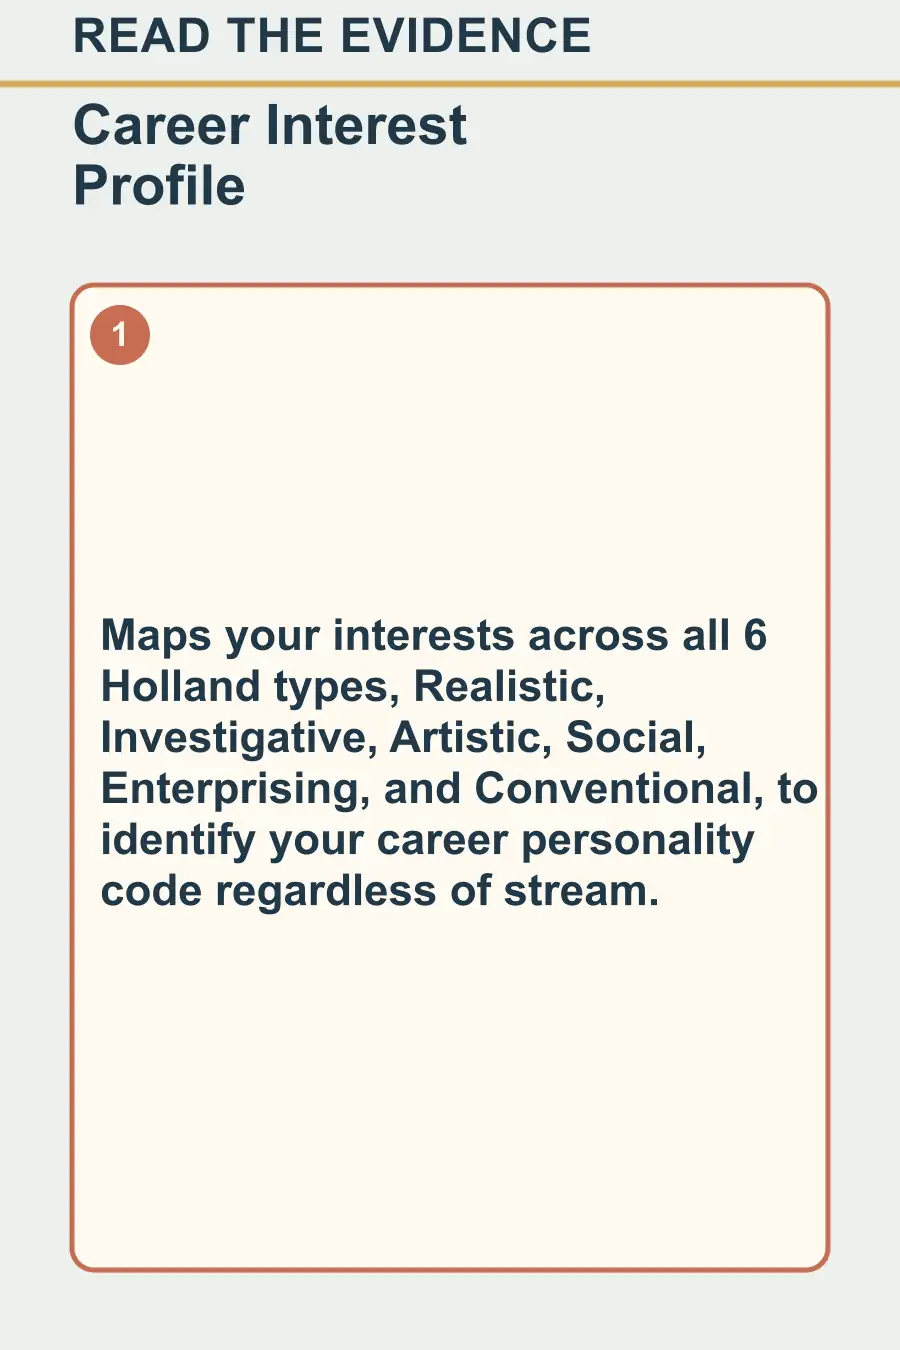 READ THE EVIDENCE
Career Interest
Profile
1
Maps your interests across all 6
Holland types, Realistic,
Investigative, Artistic, Social,
Enterprising, and Conventional, to
identify your career personality
code regardless of stream.